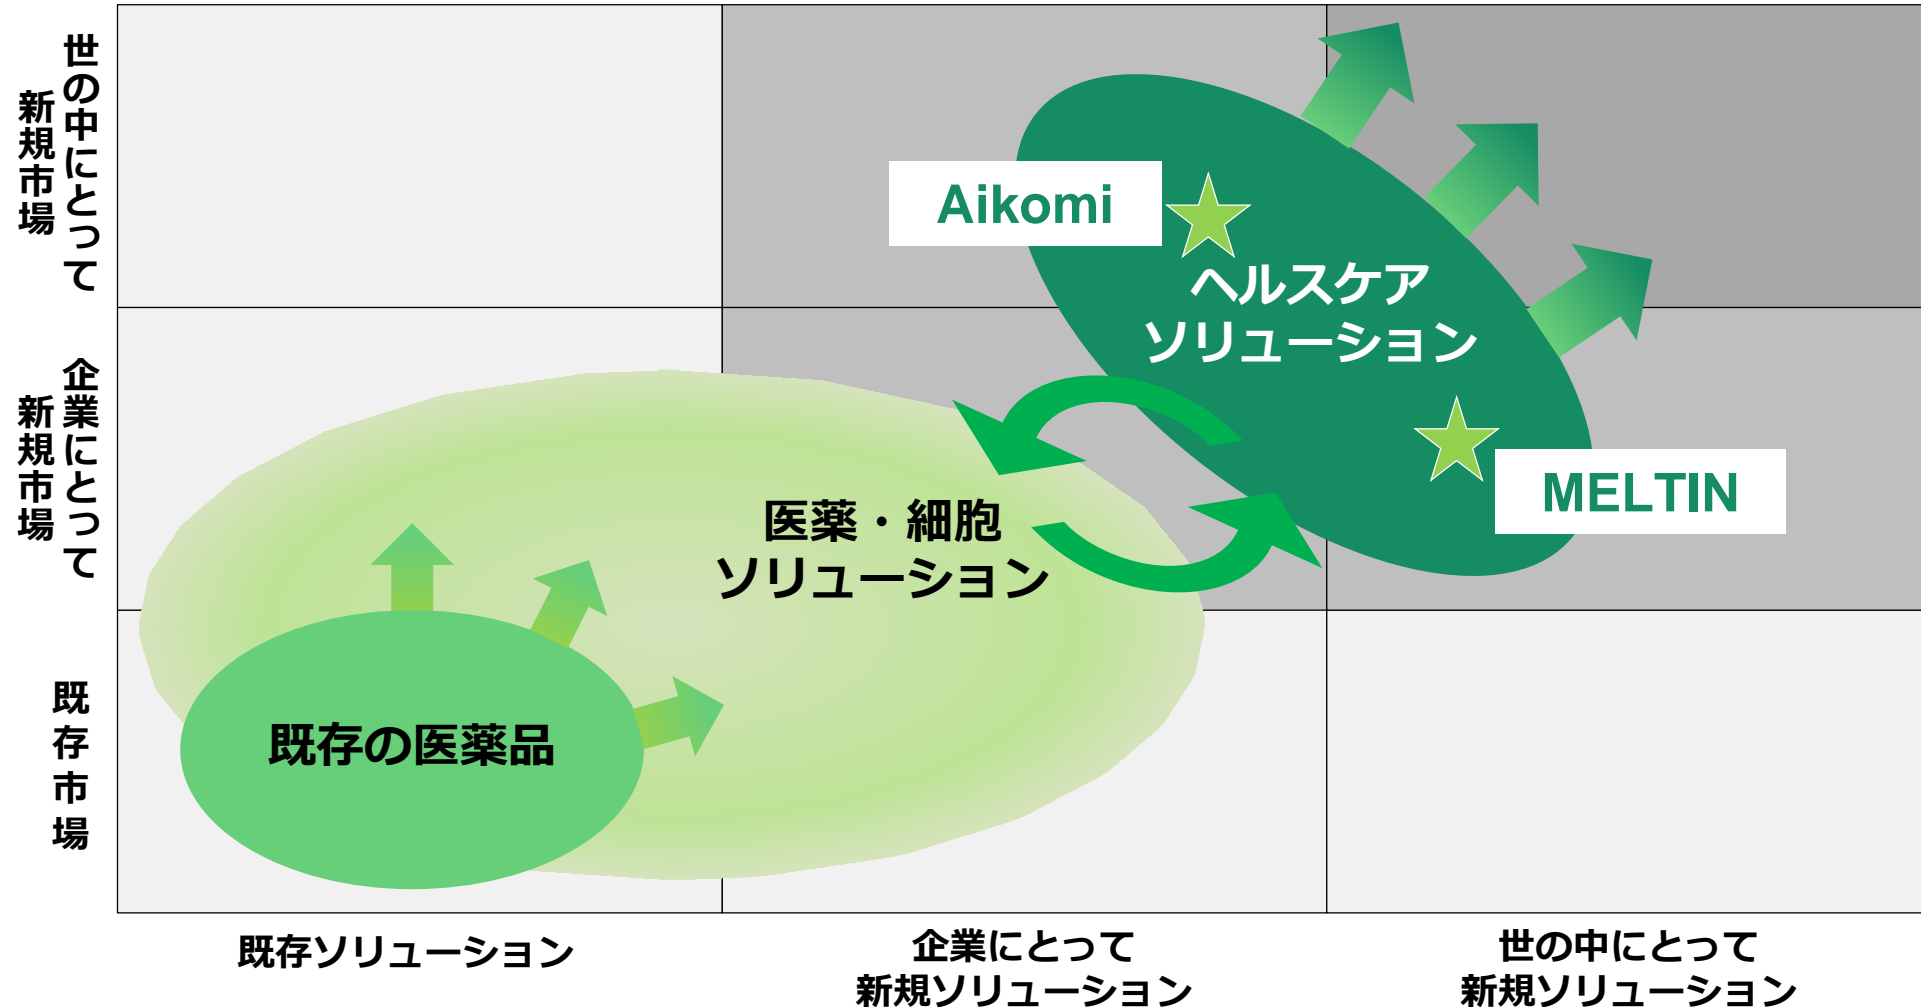 世の中にとって
新規市場
Aikomi
ヘルスケア
ソリューション
企業にとって
新規市場
MELTIN
医薬・細胞
ソリューション
既存市場
既存の医薬品
既存ソリューション
企業にとって
新規ソリューション
世の中にとって
新規ソリューション